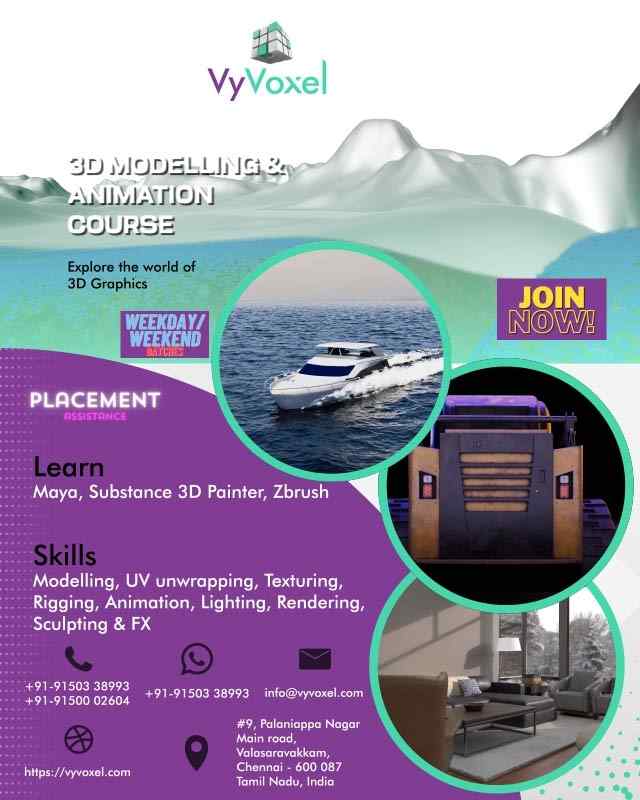 VyVoxel
3D MODELLING &
ANIMATION
COURSE
Explore the world of
3D Graphics
WEEKDAY/
WEEKEND
BATCHES
JOIN
NOW!
PLACEMENT
ASSISTANCE
Learn
Maya, Substance 3D Painter, Zbrush
Skills
Modelling, UV unwrapping, Texturing,
Rigging, Animation, Lighting, Rendering,
Sculpting & FX
+91-91503 38993
+91-91500 02604
+91-91503 38993
info@vyvoxel.com
https://vyvoxel.com
#9, Palaniappa Nagar
Main road,
Valasaravakkam,
Chennai - 600 087
Tamil Nadu, India